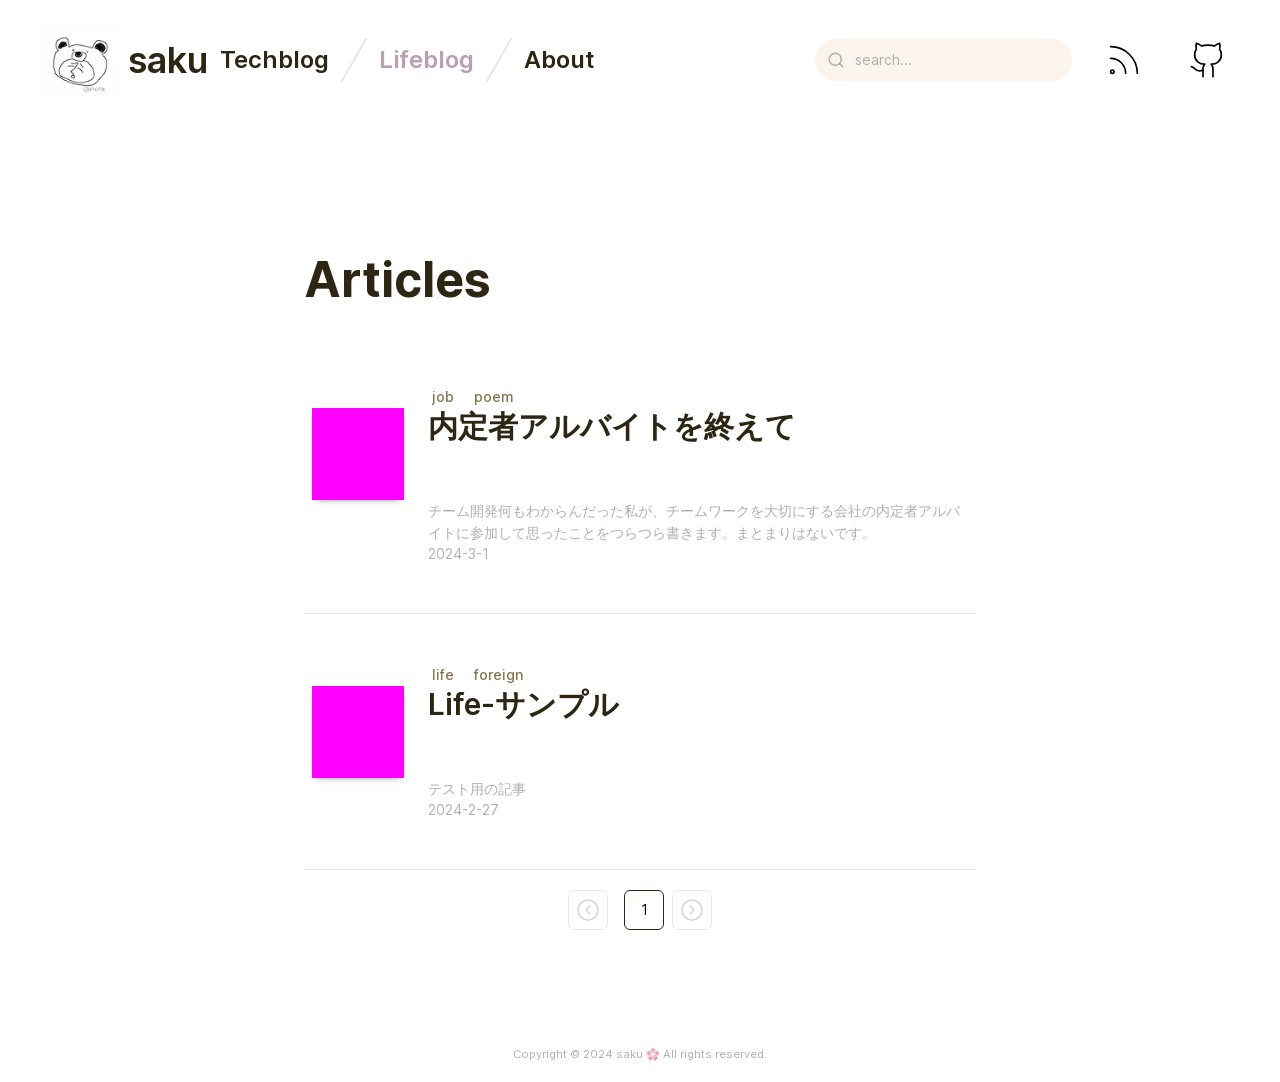 saku
Techblog
Lifeblog
About
search...
Articles
job poem
内定者アルバイトを終えて
チーム開発何もわからんだった私が、チームワークを大切にする会社の内定者アルバ
イトに参加して思ったことをつらつら書きます。まとまりはないです。
2024-3-1
life foreign
Life-サンプル
テスト用の記事
2024-2-27
1
Copyright © 2024 saku 🌸 All rights reserved.